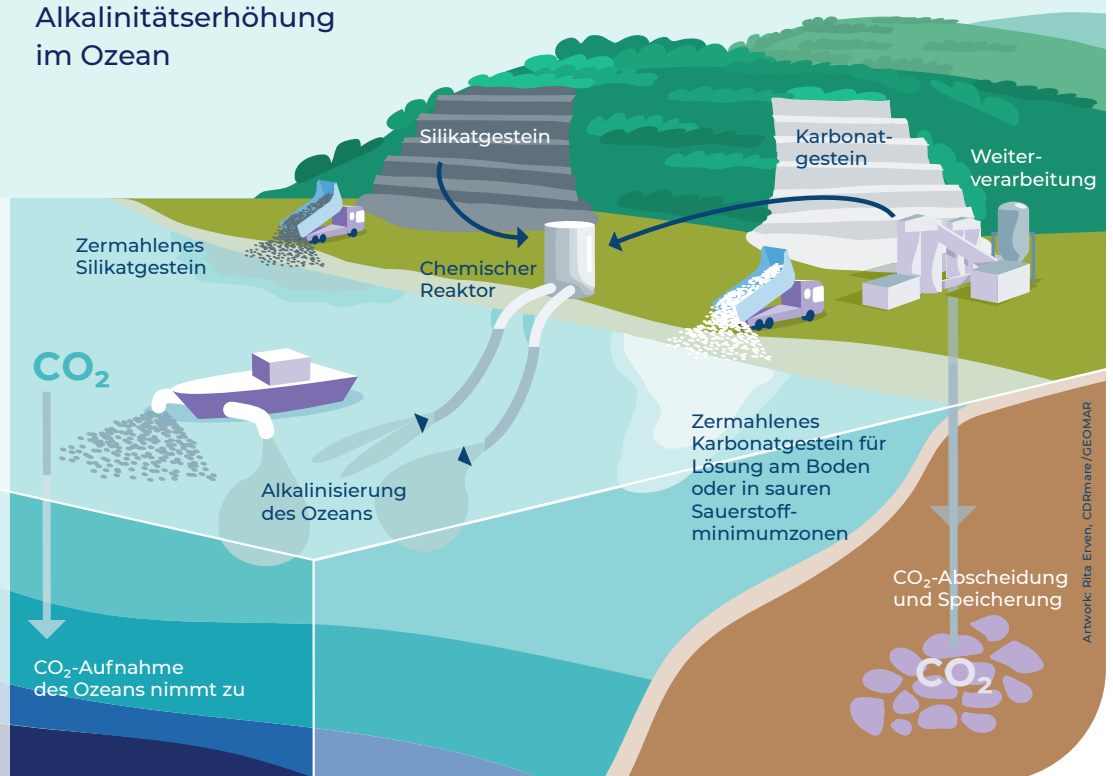 Alkalinitätserhöhung
im Ozean
Silikatgestein
Karbonat-
gestein
Weiter-
verarbeitung
Zermahlenes
Silikatgestein
Chemischer
Reaktor
CO₂
Zermahlenes
Karbonatgestein für
Lösung am Boden
oder in sauren
Sauerstoff-
minimumzonen
Alkalinisierung
des Ozeans
CO₂-Abscheidung
und Speicherung
CO₂
CO₂-Aufnahme
des Ozeans nimmt zu
Artwork: Rita Erven, CDRmare/GEOMAR